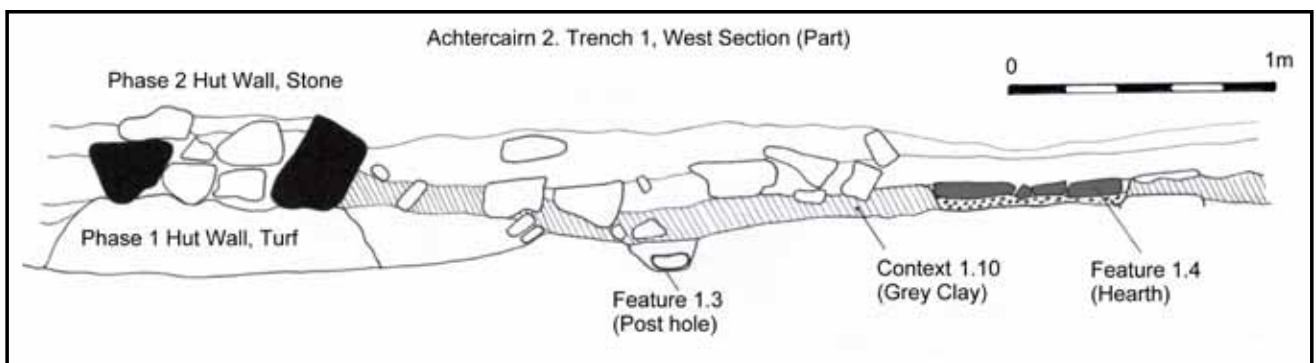 Achtercairn 2. Trench 1, West Section (Part)
0
1m
Phase 2 Hut Wall, Stone
Phase 1 Hut Wall, Turf
Feature 1.3
(Post hole)
Context 1.10
(Grey Clay)
Feature 1.4
(Hearth)